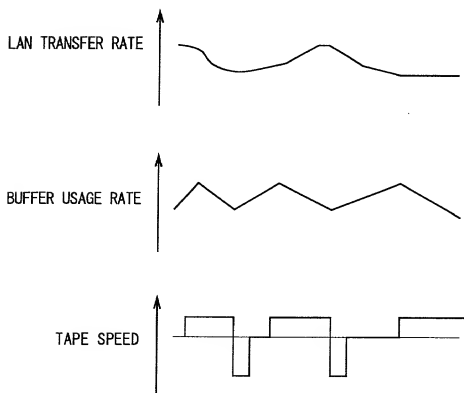 LAN TRANSFER RATE
BUFFER USAGE RATE
TAPE SPEED